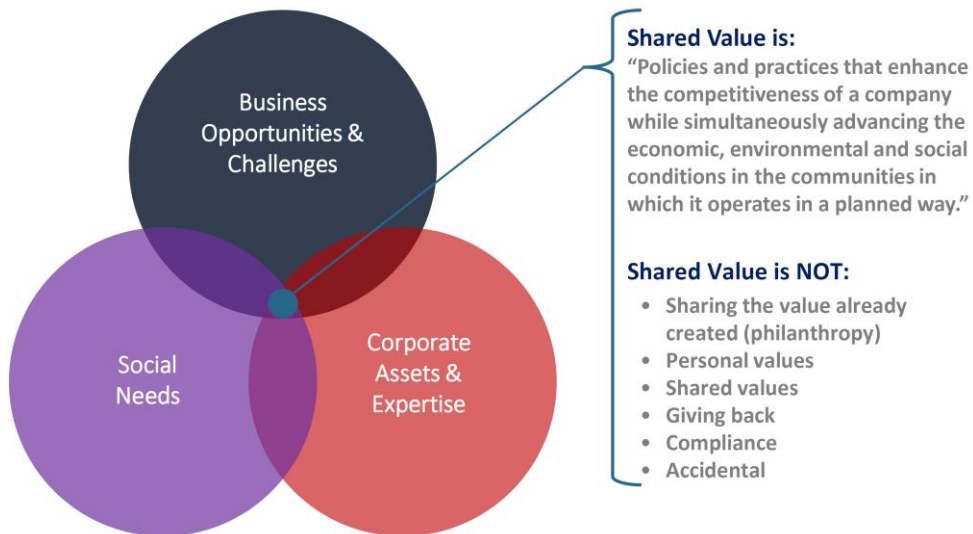 Business
Opportunities &
Challenges
Social
Needs
Corporate
Assets &
Expertise
Shared Value is:
“Policies and practices that enhance
the competitiveness of a company
while simultaneously advancing the
economic, environmental and social
conditions in the communities in
which it operates in a planned way.”
Shared Value is NOT:
• Sharing the value already
created (philanthropy)
• Personal values
• Shared values
• Giving back
• Compliance
• Accidental